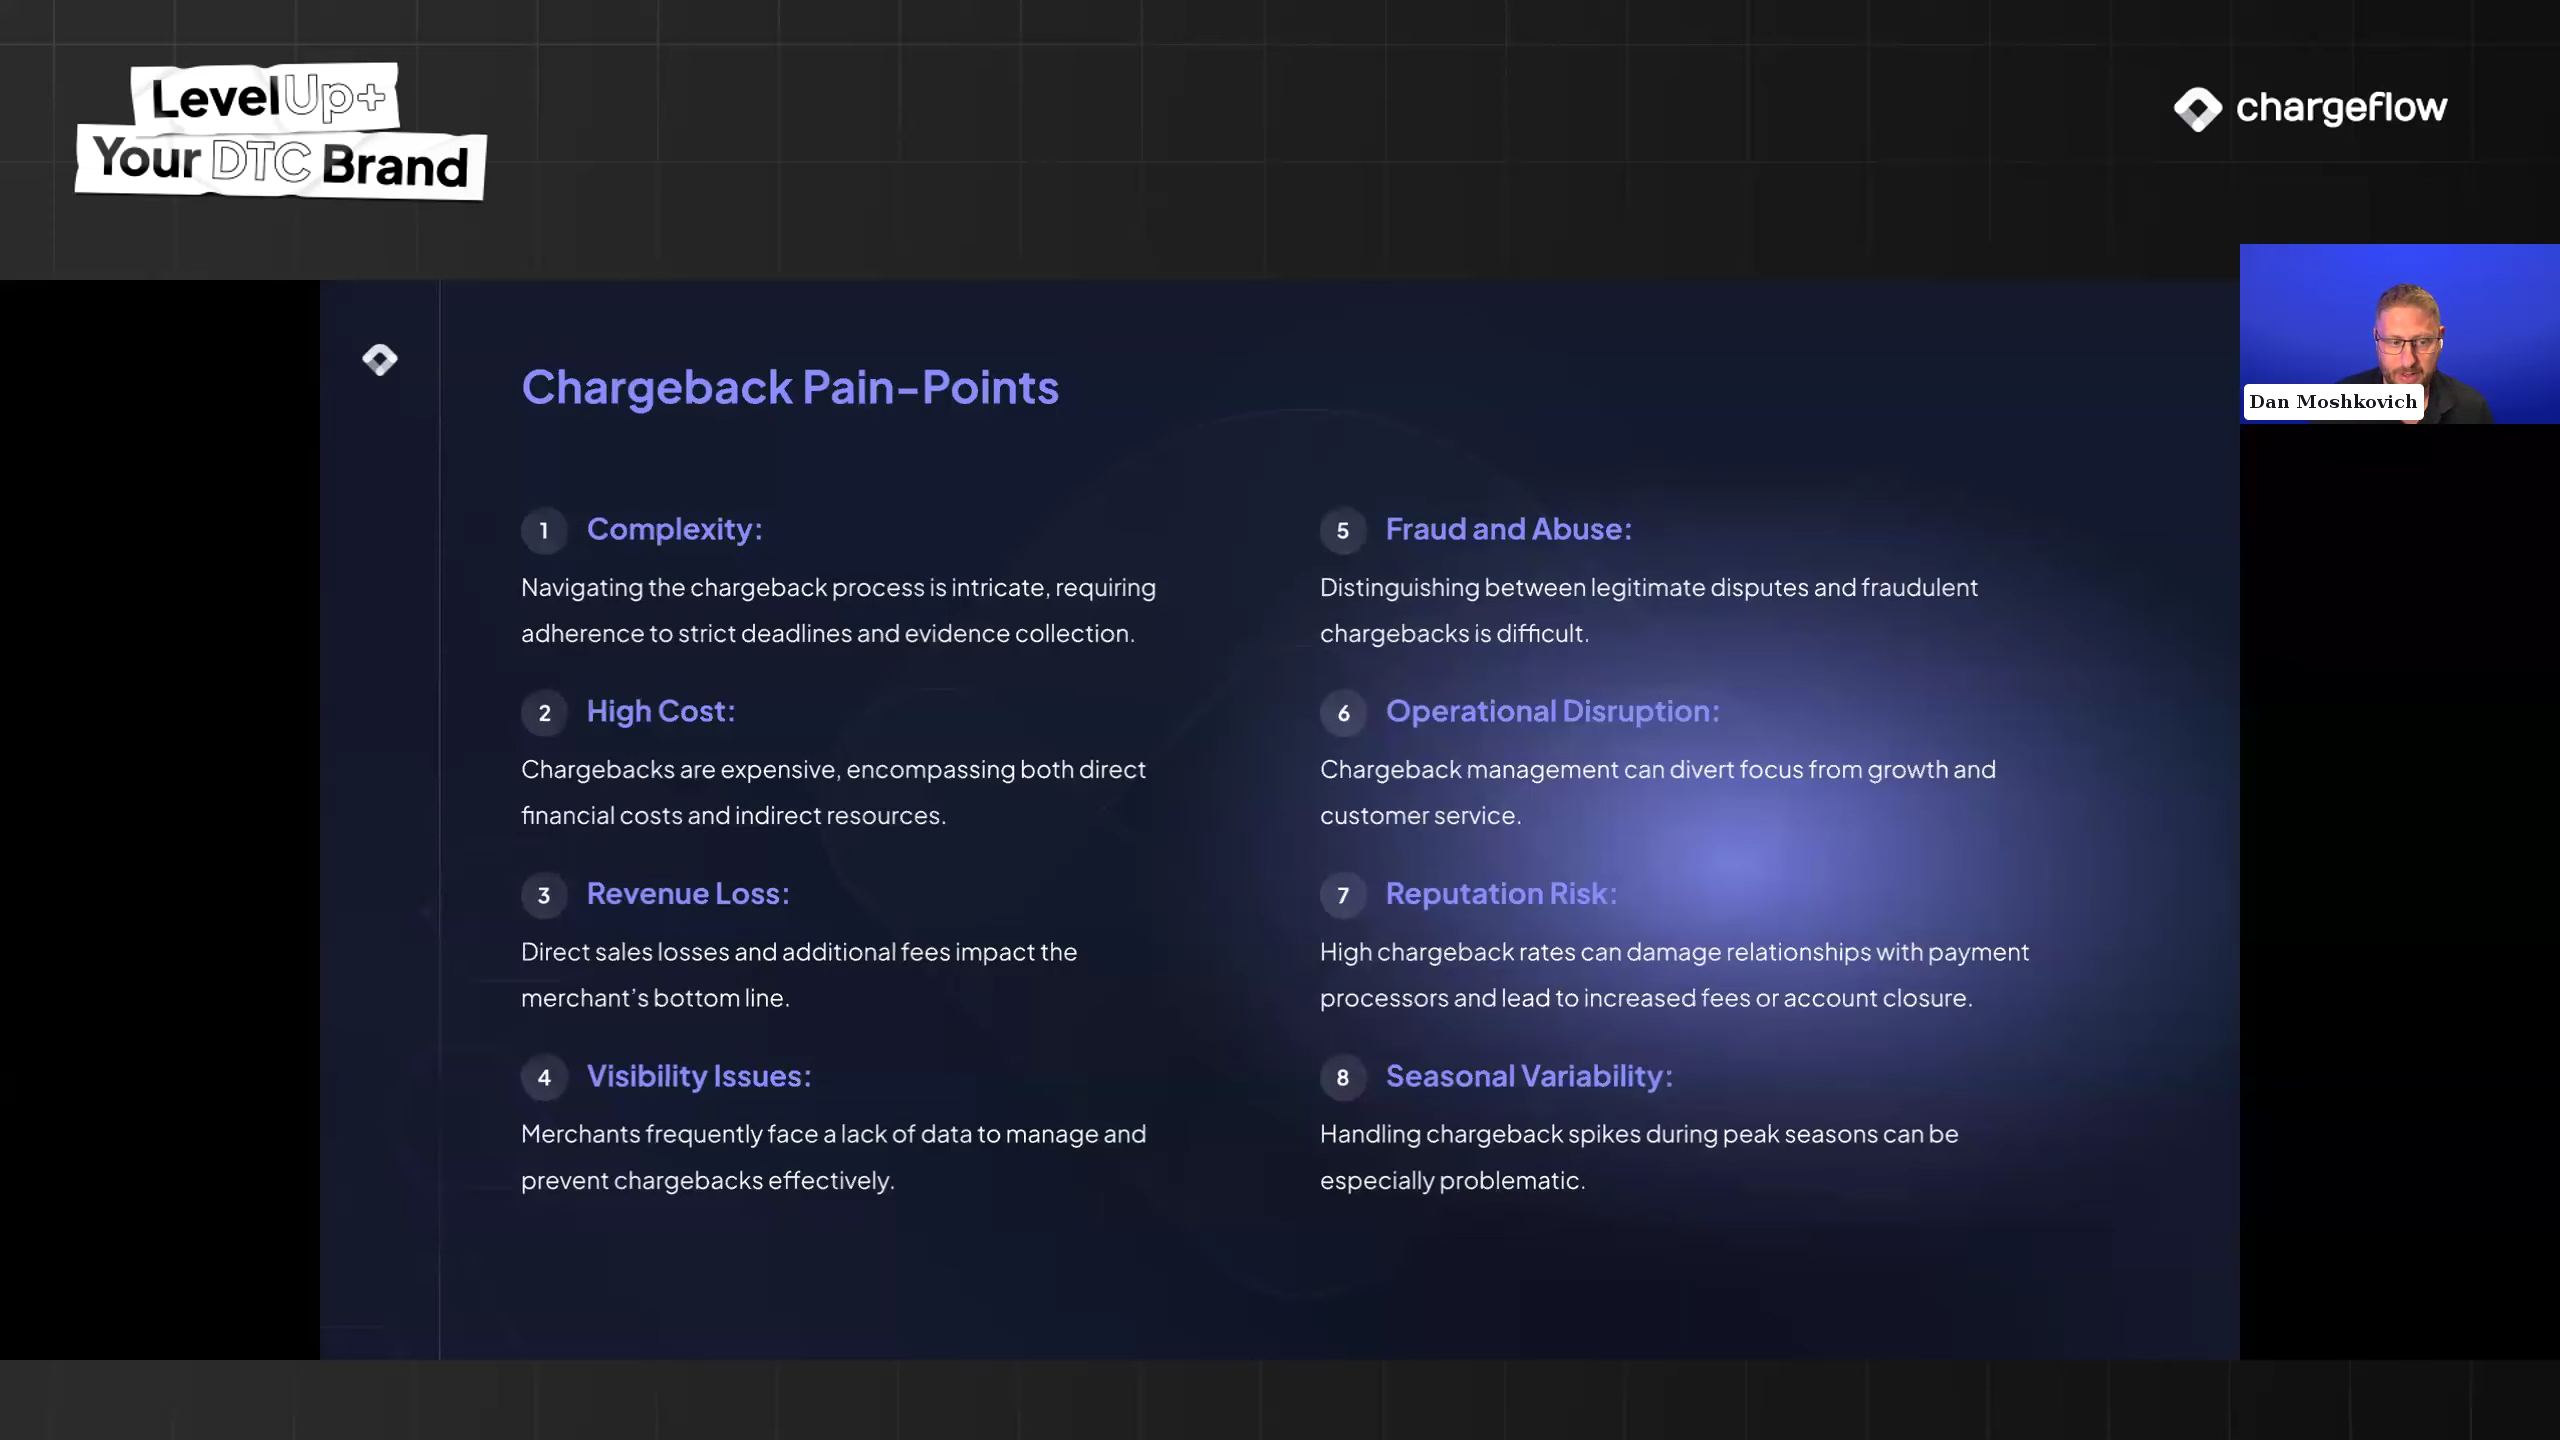 LevelUp+
Your DTC Brand
chargeflow
Dan Moshkovich
Chargeback Pain-Points
1 Complexity:
Navigating the chargeback process is intricate, requiring
adherence to strict deadlines and evidence collection.
2 High Cost:
Chargebacks are expensive, encompassing both direct
financial costs and indirect resources.
3 Revenue Loss:
Direct sales losses and additional fees impact the
merchant’s bottom line.
4 Visibility Issues:
Merchants frequently face a lack of data to manage and
prevent chargebacks effectively.
5 Fraud and Abuse:
Distinguishing between legitimate disputes and fraudulent
chargebacks is difficult.
6 Operational Disruption:
Chargeback management can divert focus from growth and
customer service.
7 Reputation Risk:
High chargeback rates can damage relationships with payment
processors and lead to increased fees or account closure.
8 Seasonal Variability:
Handling chargeback spikes during peak seasons can be
especially problematic.